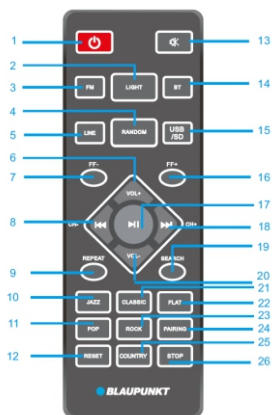 1
13
2
3
FM
LIGHT
BT
14
4
5
LINE
RANDOM
USB
/SD
15
6
FF-
FF+
7
16
VOL+
17
8
CH-
CH+
18
VOL-
19
9
REPEAT
SEARCH
20
21
10
JAZZ
CLASSIC
FLAT
22
23
11
POP
ROCK
PAIRING
24
25
12
RESET
COUNTRY
STOP
26
BLAUPUNKT